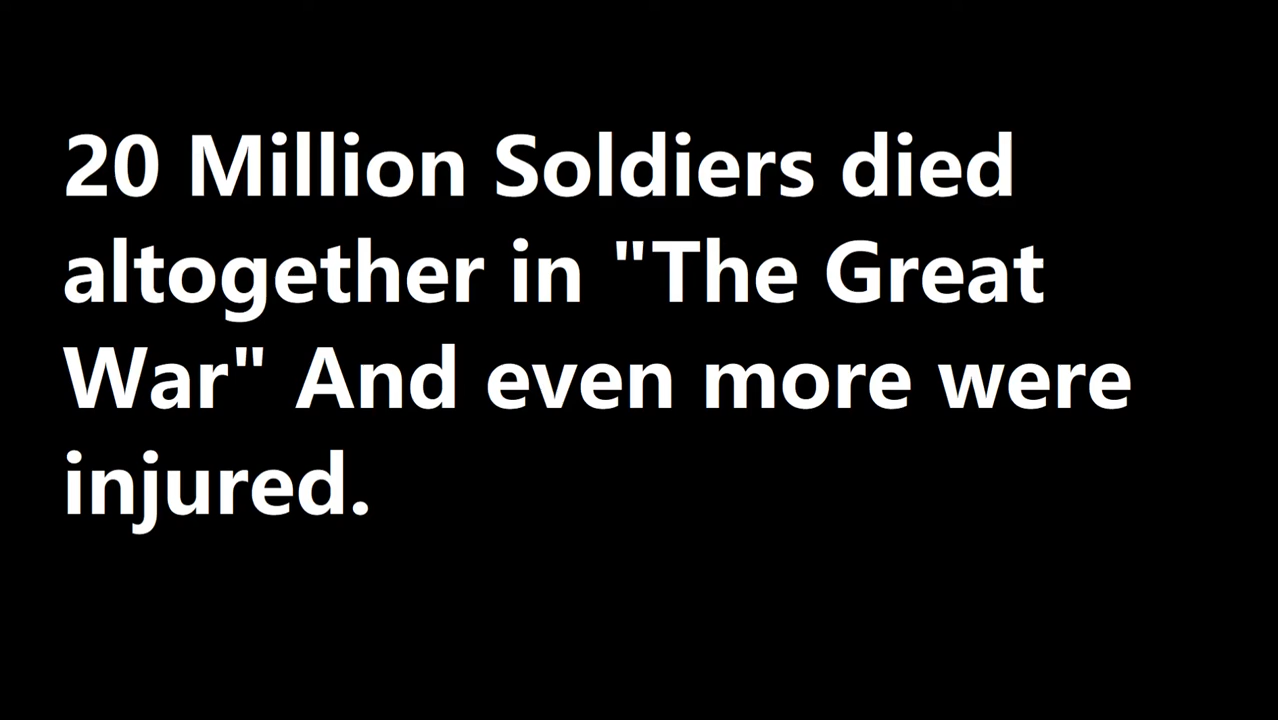 20 Million Soldiers died
altogether in "The Great
War" And even more were
injured.